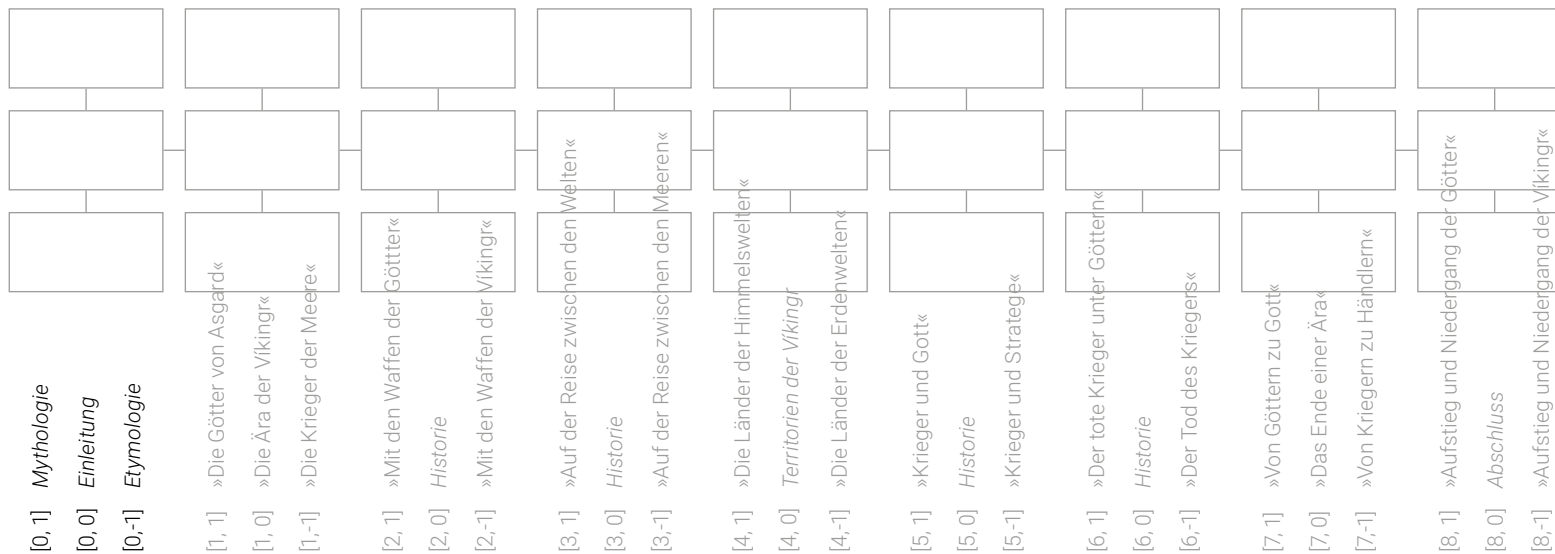 [0, 1] Mythologie
[0, 0] Einleitung
[0,-1] Etymologie
[1, 1] »Die Götter von Asgard«
[1, 0] »Die Ära der Víkingr«
[1,-1] »Die Krieger der Meere«
[2, 1] »Mit den Waffen der Göttter«
[2, 0] Historie
[2,-1] »Mit den Waffen der Víkingr«
[3, 1] »Auf der Reise zwischen den Welten«
[3, 0] Historie
[3,-1] »Auf der Reise zwischen den Meeren«
[4, 1] »Die Länder der Himmelswelten«
[4, 0] Territorien der Víkingr
[4,-1] »Die Länder der Erdenwelten«
[5, 1] »Krieger und Gott«
[5, 0] Historie
[5,-1] »Krieger und Stratege«
[6, 1] »Der tote Krieger unter Göttern«
[6, 0] Historie
[6,-1] »Der Tod des Kriegers«
[7, 1] »Von Göttern zu Gott«
[7, 0] »Das Ende einer Ära«
[7,-1] »Von Kriegern zu Händlern«
[8, 1] »Aufstieg und Niedergang der Götter«
[8, 0] Abschluss
[8,-1] »Aufstieg und Niedergang der Víkingr«